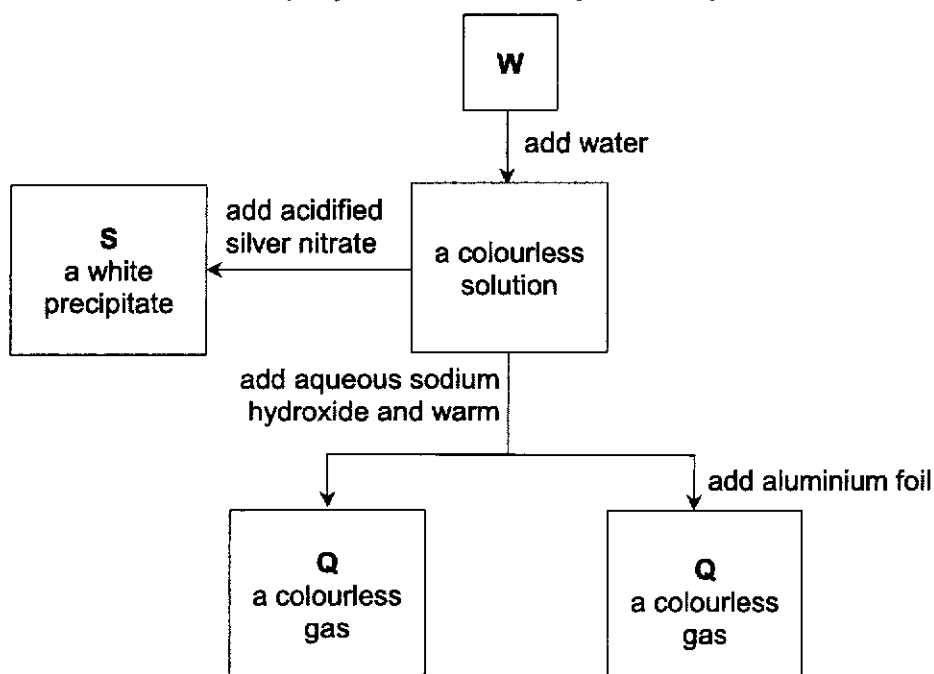 W
add water
add acidified
silver nitrate
S
a white
precipitate
a colourless
solution
add aqueous sodium
hydroxide and warm
add aluminium foil
Q
a colourless
gas
Q
a colourless
gas